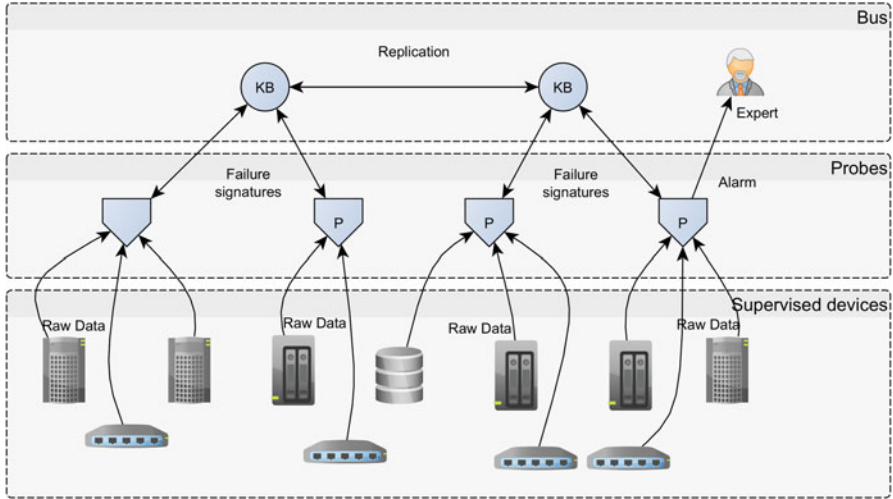 Bus
Replication
KB
KB
Expert
Probes
Failure
signatures
Failure
signatures
Alarm
P
P
P
Supervised devices
Raw Data
Raw Data
Raw Data
Raw Data